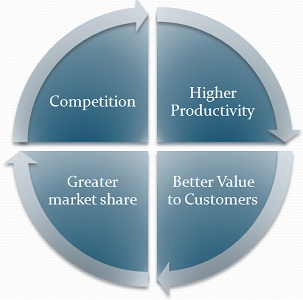 Competition
Higher
Productivity
Greater
market share
Better Value
to Customers